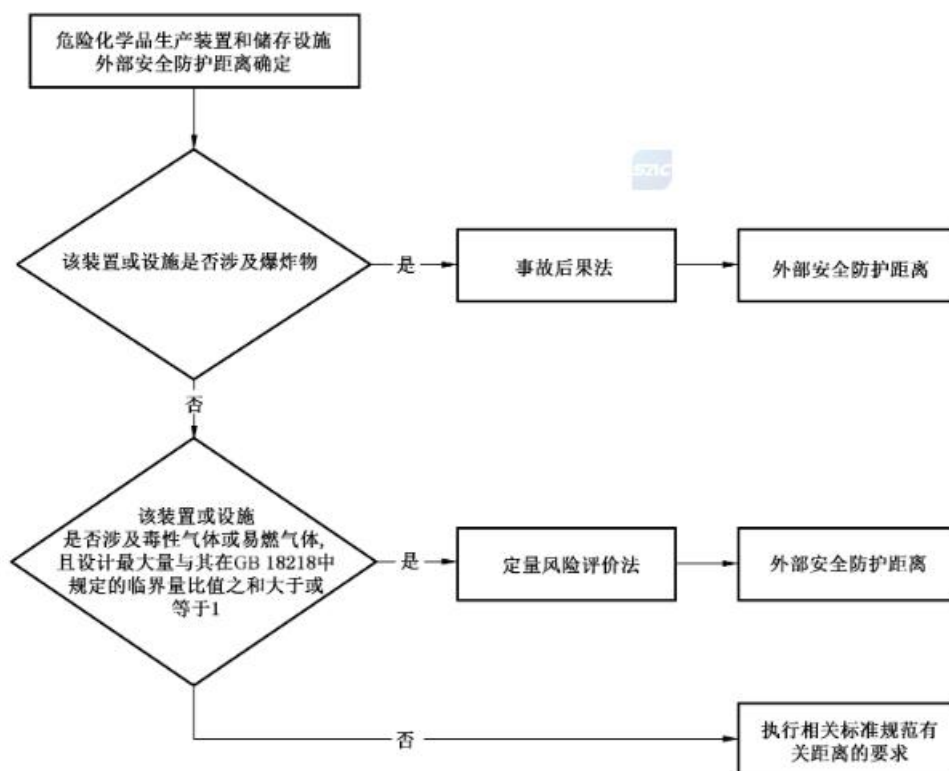 危险化学品生产装置和储存设施
外部安全防护距离确定
szic
该装置或设施是否涉及爆炸物
是
事故后果法
外部安全防护距离
否
该装置或设施
是否涉及毒性气体或易燃气体,
且设计最大量与其在GB 18218中
规定的临界量比值之和大于或
等于1
是
定量风险评价法
外部安全防护距离
否
执行相关标准规范有
关距离的要求